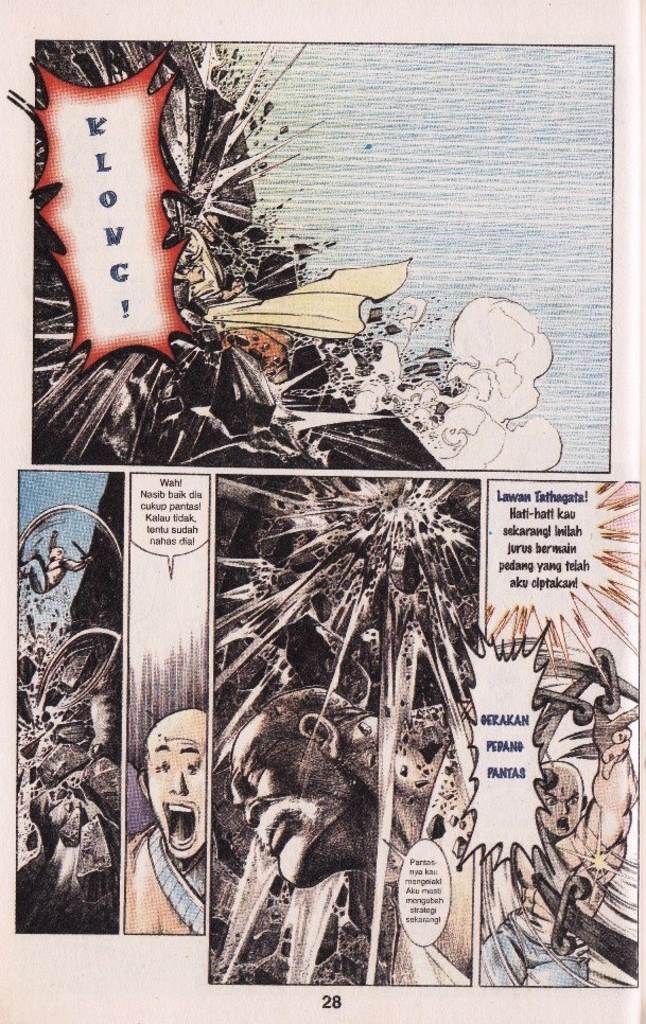 KLONG!
Wah!
Nasib baik dia
cukup pantas!
Kalau tidak,
tentu sudah
nahas dia!
Pantas-
nya kau
mengelak!
Aku mesti
mengubah
strategi
sekarang!
Lawan Tathagata!
Hati-hati kau
sekarang! Inilah
jurus bermain
pedang yang telah
aku ciptakan!
GERAKAN
PEDANG
PANTAS
28